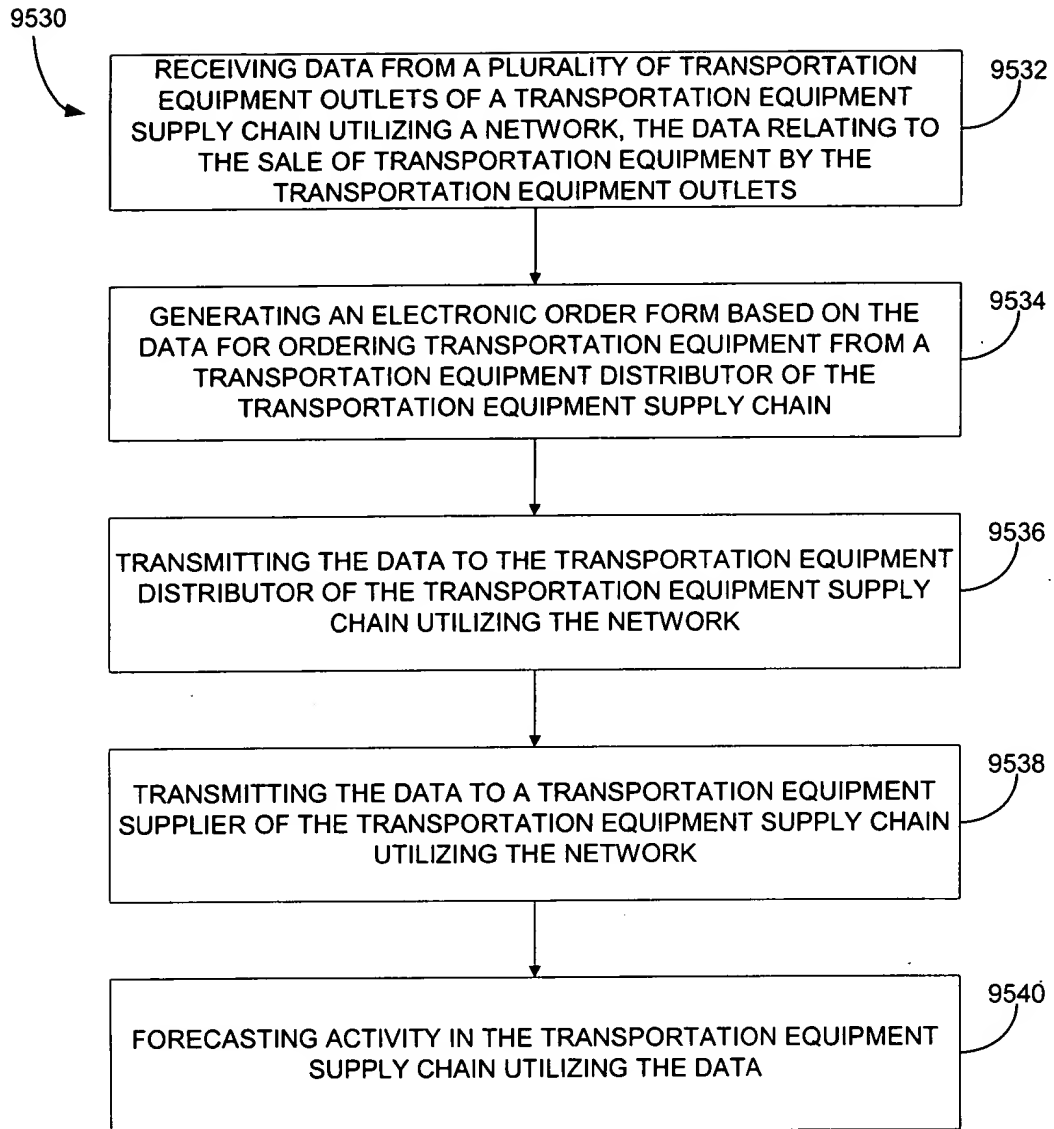 9530
RECEIVING DATA FROM A PLURALITY OF TRANSPORTATION
EQUIPMENT OUTLETS OF A TRANSPORTATION EQUIPMENT
SUPPLY CHAIN UTILIZING A NETWORK, THE DATA RELATING TO
THE SALE OF TRANSPORTATION EQUIPMENT BY THE
TRANSPORTATION EQUIPMENT OUTLETS
9532
GENERATING AN ELECTRONIC ORDER FORM BASED ON THE
DATA FOR ORDERING TRANSPORTATION EQUIPMENT FROM A
TRANSPORTATION EQUIPMENT DISTRIBUTOR OF THE
TRANSPORTATION EQUIPMENT SUPPLY CHAIN
9534
TRANSMITTING THE DATA TO THE TRANSPORTATION EQUIPMENT
DISTRIBUTOR OF THE TRANSPORTATION EQUIPMENT SUPPLY
CHAIN UTILIZING THE NETWORK
9536
TRANSMITTING THE DATA TO A TRANSPORTATION EQUIPMENT
SUPPLIER OF THE TRANSPORTATION EQUIPMENT SUPPLY CHAIN
UTILIZING THE NETWORK
9538
FORECASTING ACTIVITY IN THE TRANSPORTATION EQUIPMENT
SUPPLY CHAIN UTILIZING THE DATA
9540